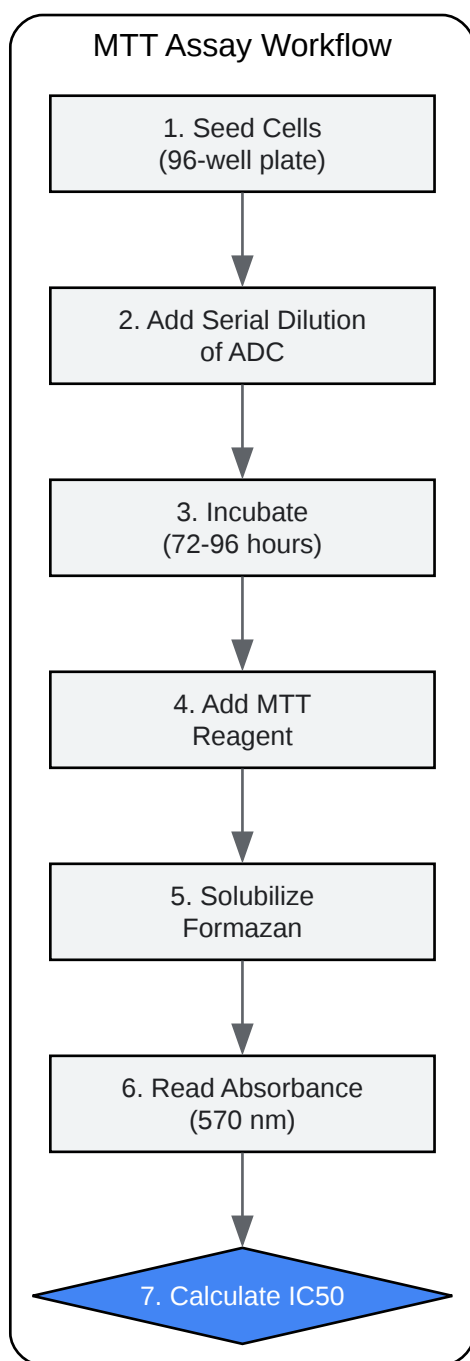 MTT Assay Workflow
1. Seed Cells
(96-well plate)
2. Add Serial Dilution
of ADC
3. Incubate
(72-96 hours)
4. Add MTT
Reagent
5. Solubilize
Formazan
6. Read Absorbance
(570 nm)
7. Calculate IC50